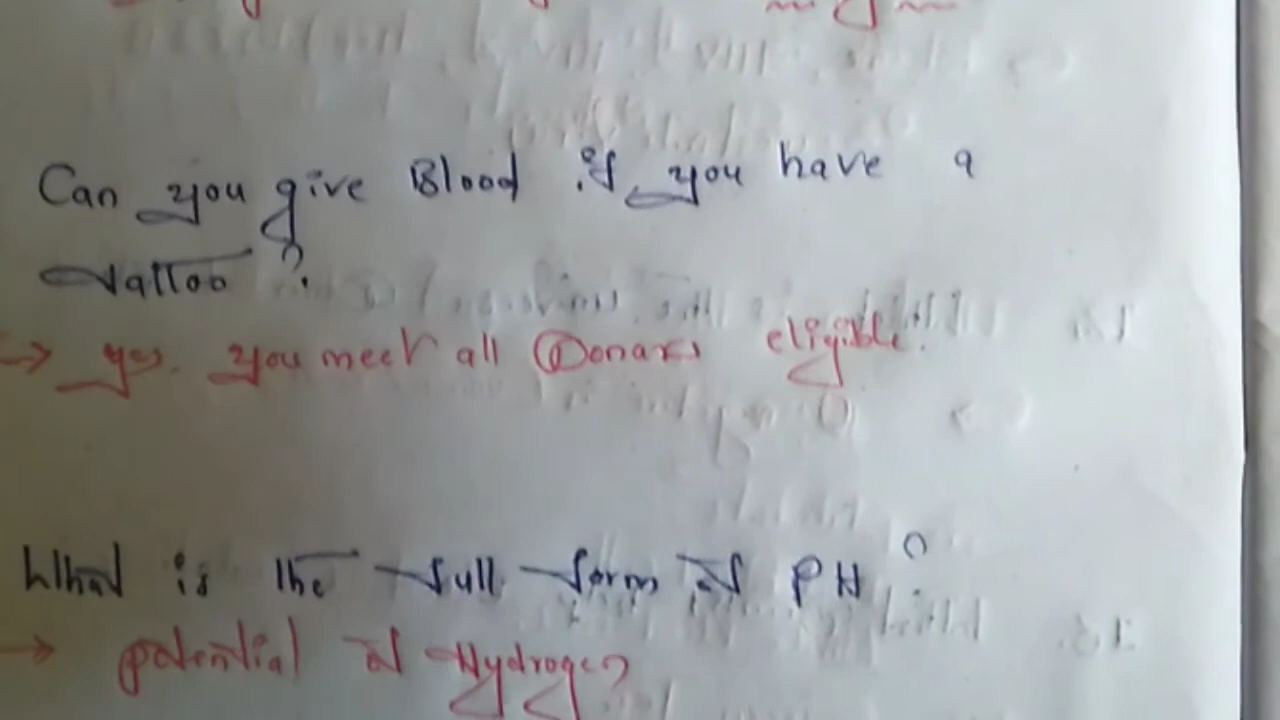 Can you give Blood if you have a
tattoo ?
→ yes. you meet all Donars eligible.
What is the full form of PH ?
→ potential of Hydrogen